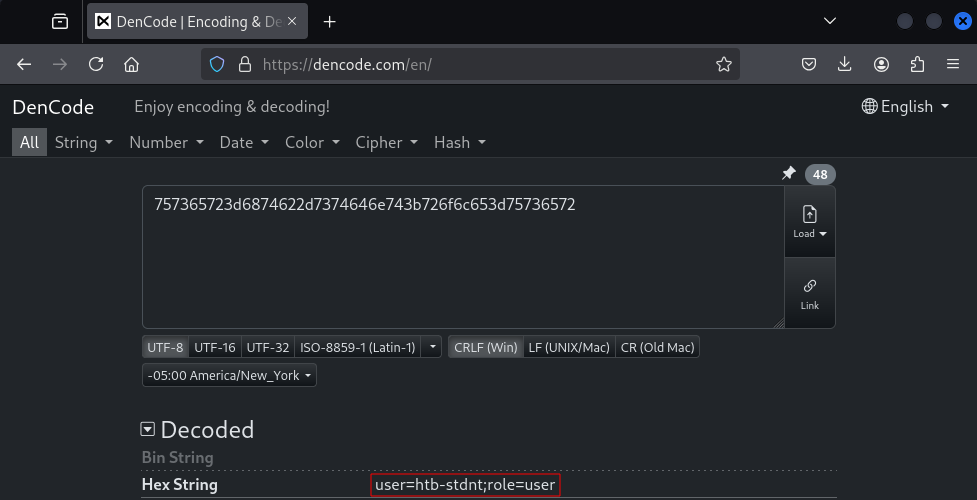 DenCode | Encoding & De
https://dencode.com/en/
DenCode Enjoy encoding & decoding! English
All String Number Date Color Cipher Hash
48
757365723d6874622d7374646e743b726f6c653d75736572
Load
Link
UTF-8 UTF-16 UTF-32 ISO-8859-1 (Latin-1) CRLF (Win) LF (UNIX/Mac) CR (Old Mac)
-05:00 America/New_York
Decoded
Bin String
Hex String user=htb-stdnt;role=user